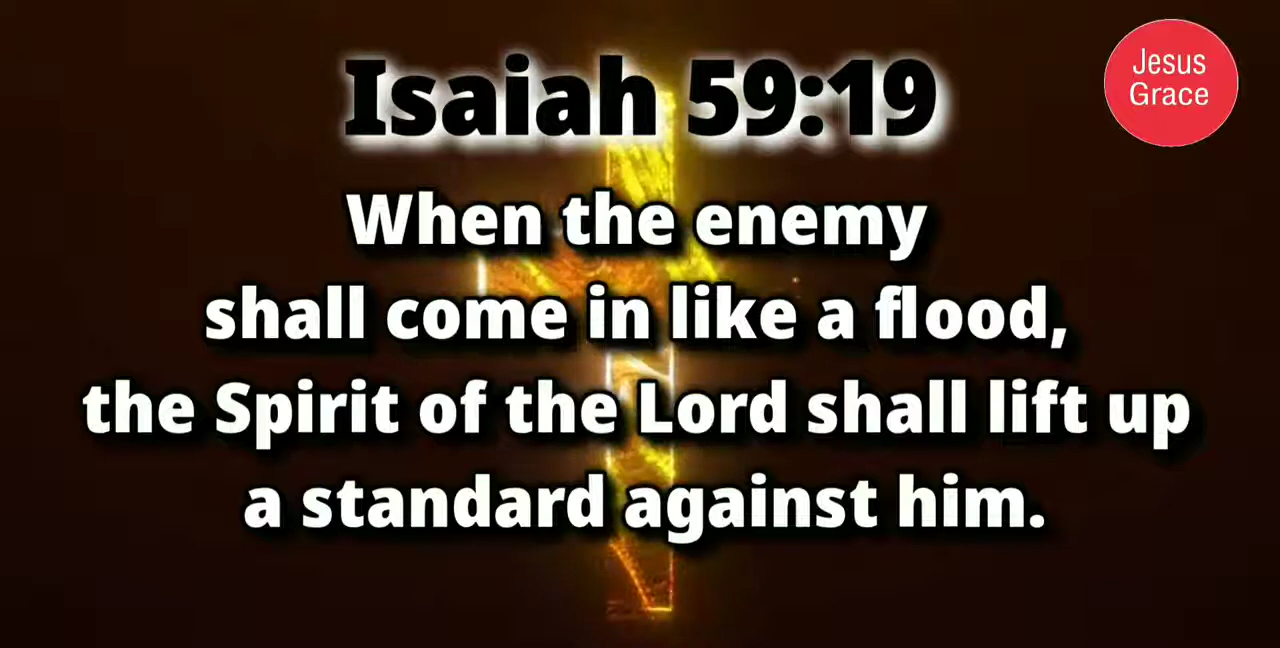 Isaiah 59:19
Jesus
Grace
When the enemy
shall come in like a flood,
the Spirit of the Lord shall lift up
a standard against him.